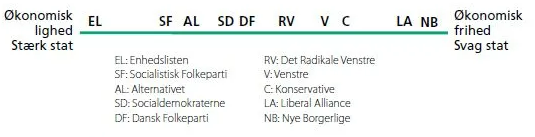 Økonomisk lighed Stærk stat
EL SF AL SD DF RV V C LA NB
Økonomisk frihed Svag stat
EL: Enhedslisten
SF: Socialistisk Folkeparti
AL: Alternativet
SD: Socialdemokraterne
DF: Dansk Folkeparti
RV: Det Radikale Venstre
V: Venstre
C: Konservative
LA: Liberal Alliance
NB: Nye Borgerlige